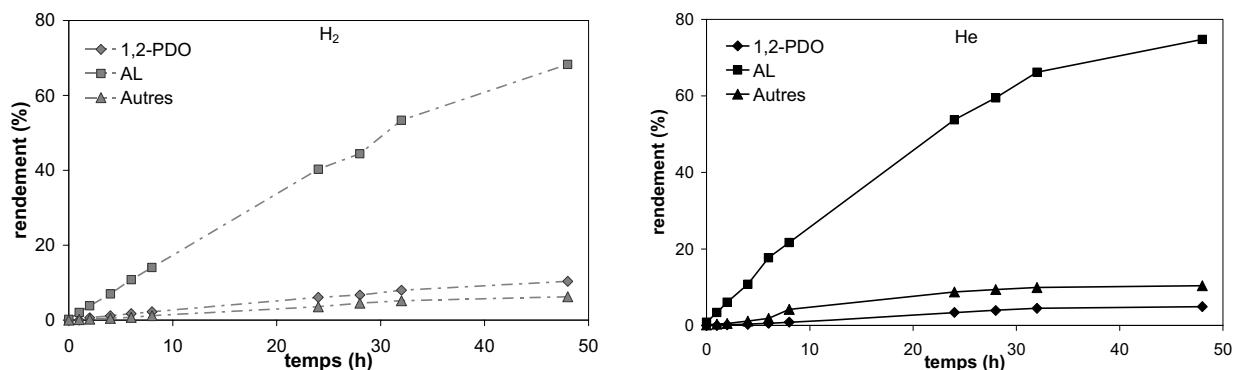 H₂
1,2-PDO
AL
Autres
rendement (%)
80
60
40
20
0
0 10 20 30 40 50
temps (h)
He
1,2-PDO
AL
Autres
rendement (%)
80
60
40
20
0
0 10 20 30 40 50
temps (h)